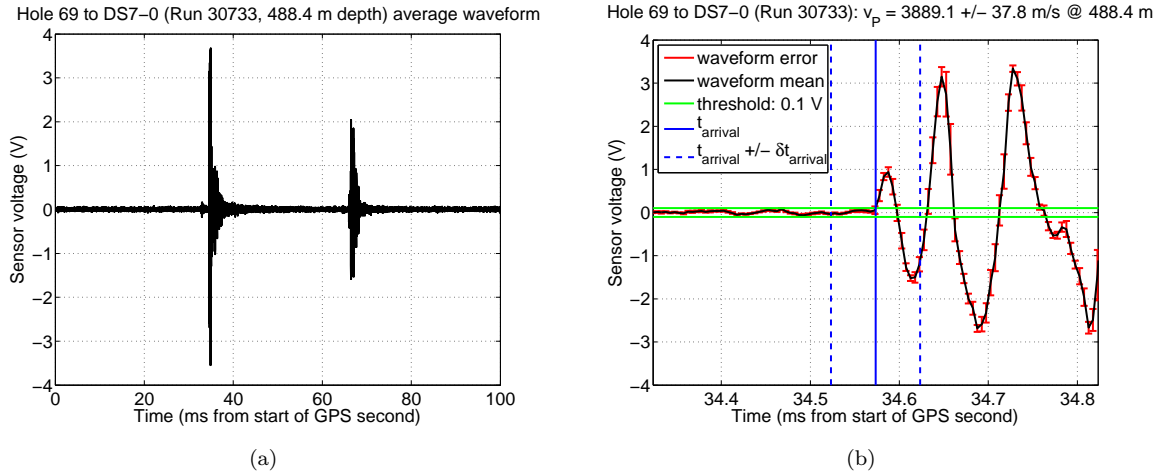 Hole 69 to DS7-0 (Run 30733, 488.4 m depth) average waveform
4
3
2
1
0
−1
−2
−3
−4
Sensor voltage (V)
0 20 40 60 80 100
Time (ms from start of GPS second)
(a)
Hole 69 to DS7-0 (Run 30733): v_P = 3889.1 +/− 37.8 m/s @ 488.4 m
waveform error
waveform mean
threshold: 0.1 V
t_arrival
t_arrival +/− δt_arrival
4
3
2
1
0
−1
−2
−3
−4
Sensor voltage (V)
34.4 34.5 34.6 34.7 34.8
Time (ms from start of GPS second)
(b)